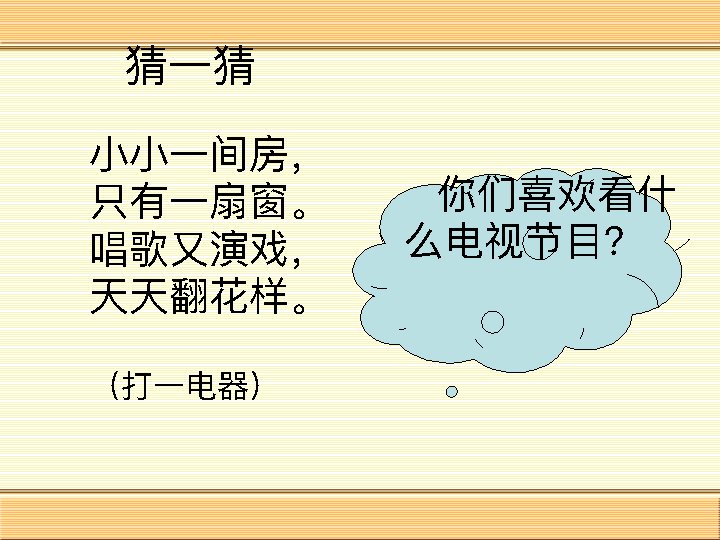 猜一猜
小小一间房，
只有一扇窗。
唱歌又演戏，
天天翻花样。
（打一电器）
你们喜欢看什
么电视节目？